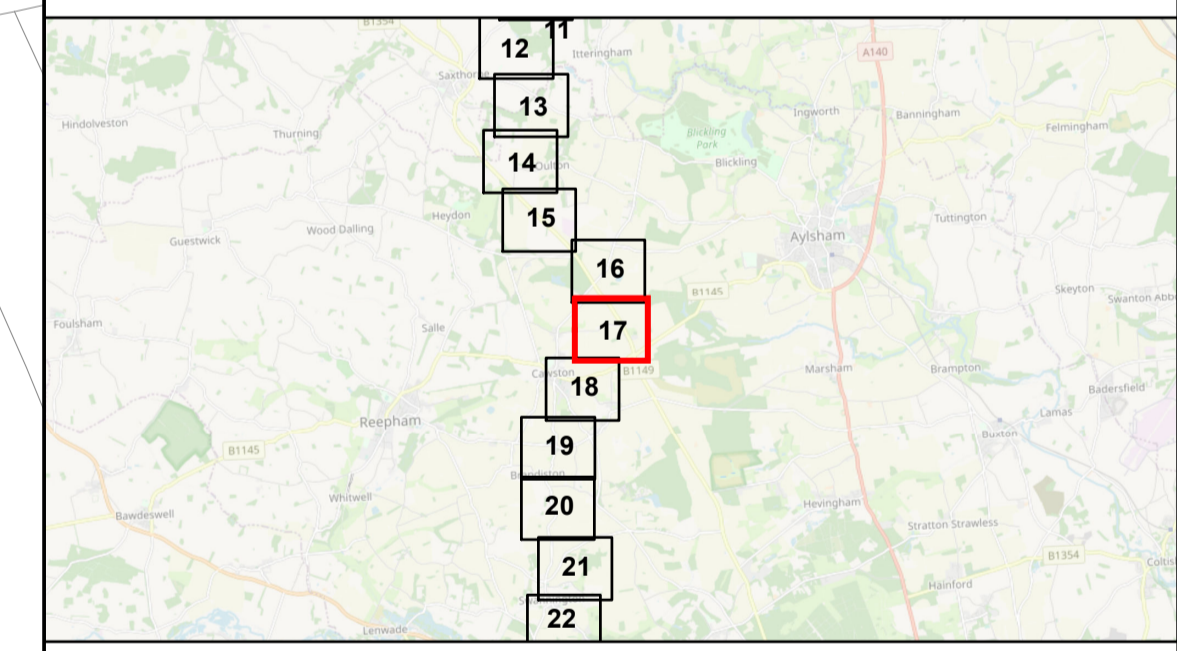 B1354
11
12
Itteringham
A140
Saxthorpe
13
Ingworth
Banningham
Hindolveston
Thurning
Felmingham
Blickling
Park
14
Oulton
Blickling
15
Heydon
Tuttington
Wood Dalling
Guestwick
Aylsham
16
B1145
Skeyton
Swanton Abb
Foulsham
Salle
17
Cawston
B1149
Marsham
Brampton
18
Badersfield
Lamas
Reepham
Buxton
19
B1145
Brandiston
Whitwell
Hevingham
Bawdeswell
20
Stratton Strawless
B1354
Coltis
21
Hainford
22
Lenwade